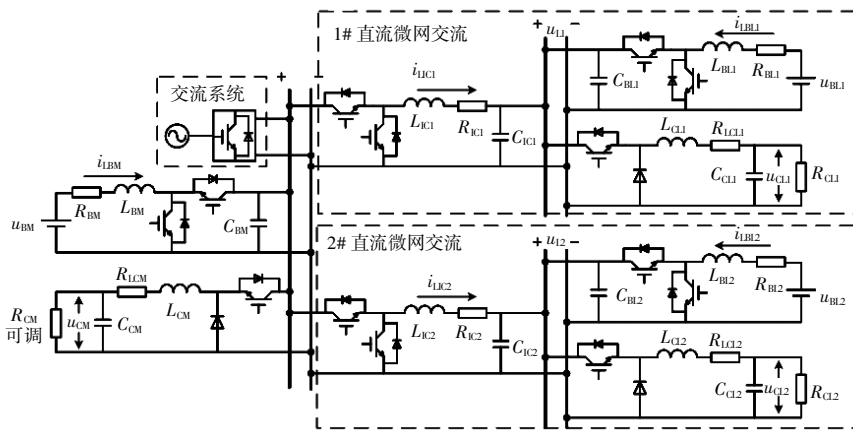 1# 直流微网交流
+ u_L1 −
i_LIC1
L_IC1
R_IC1
C_IC1
C_BL1
i_LBL1
L_BL1
R_BL1
u_BL1
L_CL1
R_LCL1
C_CL1
u_CL1
R_CL1
交流系统
+
i_LBM
R_BM
L_BM
u_BM
C_BM
R_LCM
L_CM
R_CM
可调
u_CM
C_CM
2# 直流微网交流
+ u_L2 −
i_LIC2
L_IC2
R_IC2
C_IC2
C_BL2
i_LBL2
L_BL2
R_BL2
u_BL2
L_CL2
R_LCL2
C_CL2
u_CL2
R_CL2